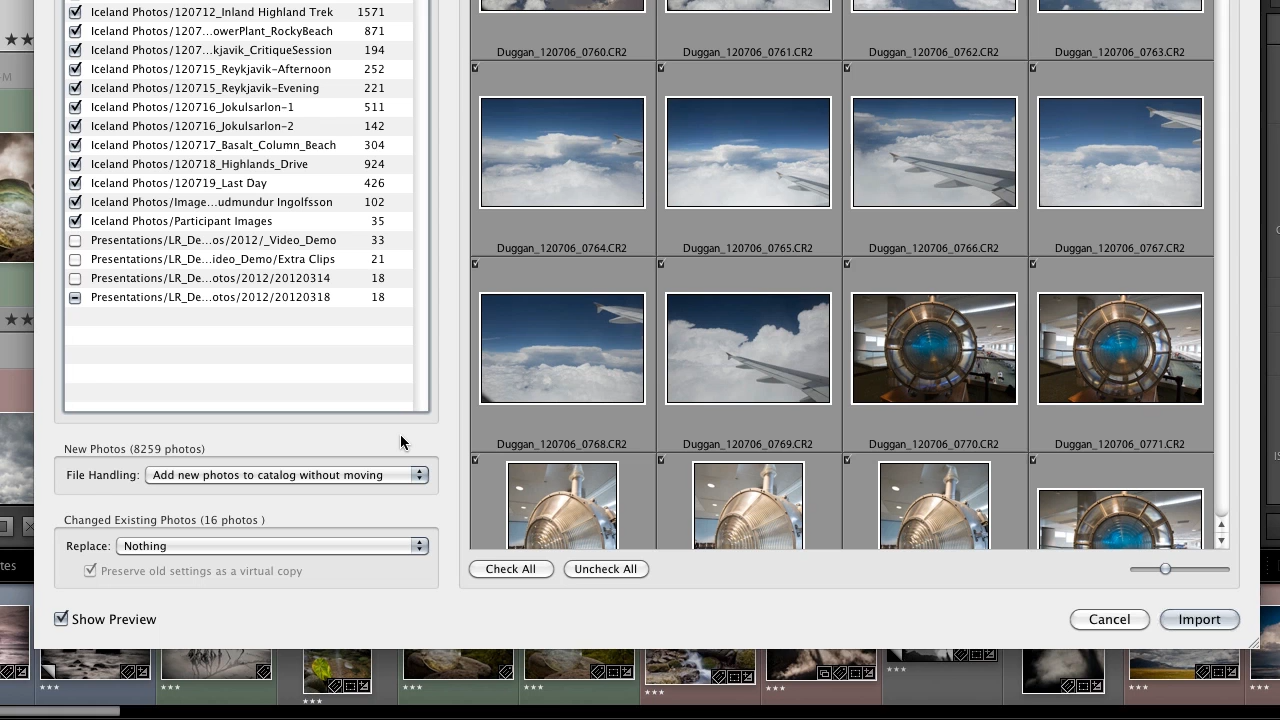 Iceland Photos/120712_Inland Highland Trek 1571
Iceland Photos/1207...owerPlant_RockyBeach 871
Iceland Photos/1207...kjavik_CritiqueSession 194
Iceland Photos/120715_Reykjavik-Afternoon 252
Iceland Photos/120715_Reykjavik-Evening 221
Iceland Photos/120716_Jokulsarlon-1 511
Iceland Photos/120716_Jokulsarlon-2 142
Iceland Photos/120717_Basalt_Column_Beach 304
Iceland Photos/120718_Highlands_Drive 924
Iceland Photos/120719_Last Day 426
Iceland Photos/Image...udmundur Ingolfsson 102
Iceland Photos/Participant Images 35
Presentations/LR_De...os/2012/_Video_Demo 33
Presentations/LR_De...ideo_Demo/Extra Clips 21
Presentations/LR_De...otos/2012/20120314 18
Presentations/LR_De...otos/2012/20120318 18
New Photos (8259 photos)
File Handling: Add new photos to catalog without moving
Changed Existing Photos (16 photos )
Replace: Nothing
Preserve old settings as a virtual copy
Show Preview
Duggan_120706_0760.CR2 Duggan_120706_0761.CR2 Duggan_120706_0762.CR2 Duggan_120706_0763.CR2
Duggan_120706_0764.CR2 Duggan_120706_0765.CR2 Duggan_120706_0766.CR2 Duggan_120706_0767.CR2
Duggan_120706_0768.CR2 Duggan_120706_0769.CR2 Duggan_120706_0770.CR2 Duggan_120706_0771.CR2
Check All Uncheck All
Cancel Import